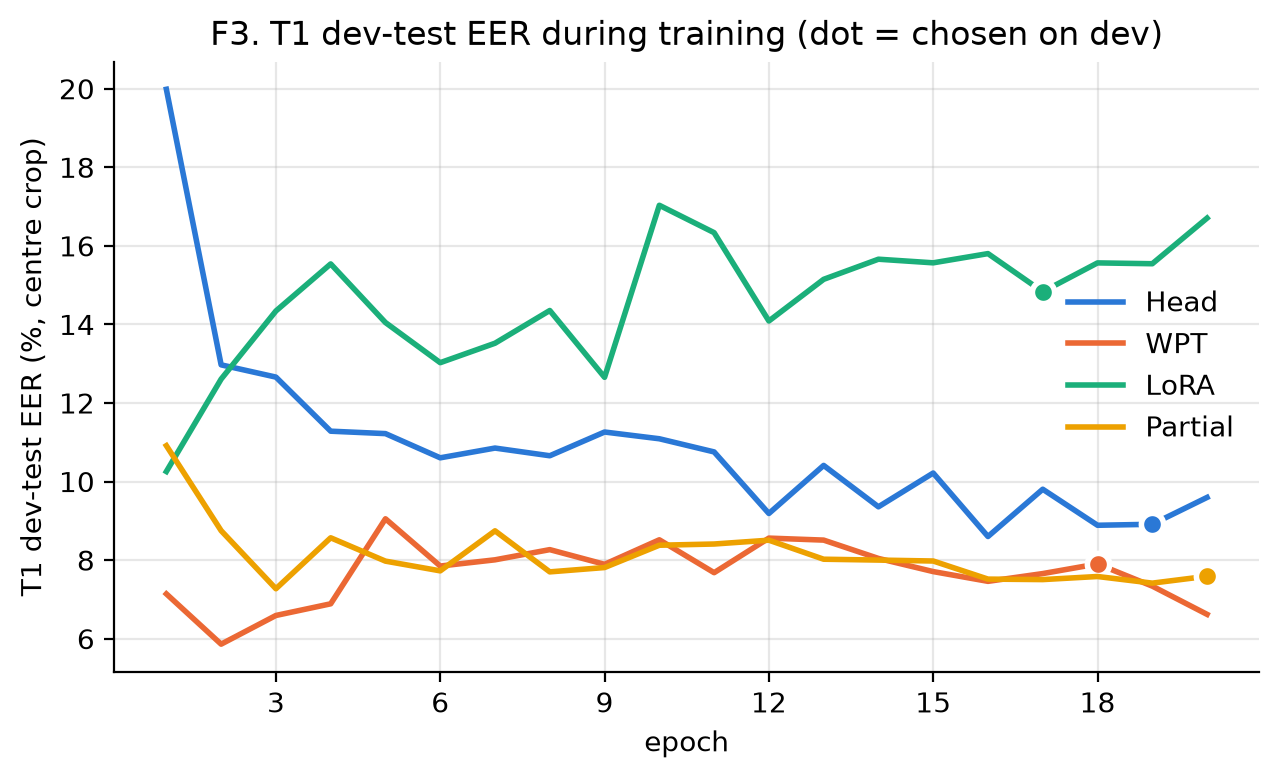 F3. T1 dev-test EER during training (dot = chosen on dev)
T1 dev-test EER (%, centre crop)
20
18
16
14
12
10
8
6
3 6 9 12 15 18
epoch
Head
WPT
LoRA
Partial